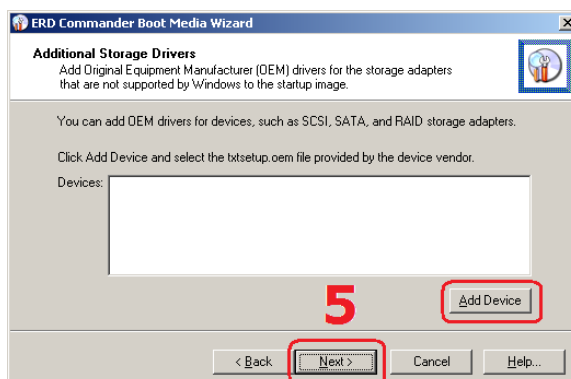 ERD Commander Boot Media Wizard
Additional Storage Drivers
Add Original Equipment Manufacturer (OEM) drivers for the storage adapters
that are not supported by Windows to the startup image.
You can add OEM drivers for devices, such as SCSI, SATA, and RAID storage adapters.
Click Add Device and select the txtsetup.oem file provided by the device vendor.
Devices:
Add Device
5
< Back
Next >
Cancel
Help...